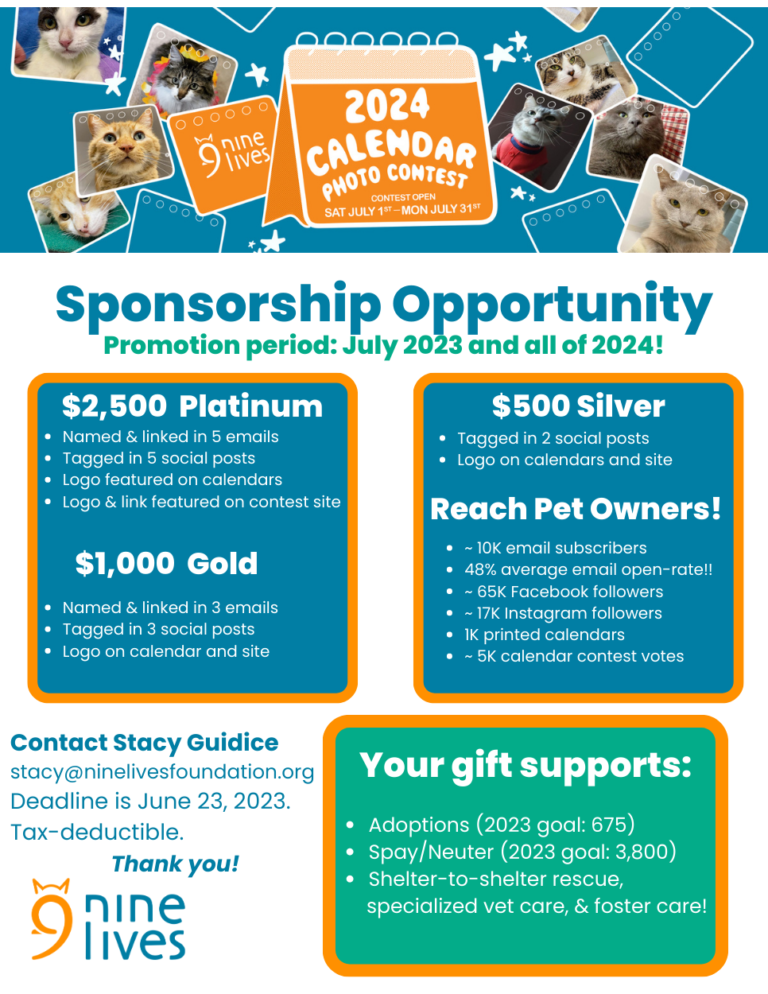 nine
lives
2024
CALENDAR
PHOTO CONTEST
CONTEST OPEN
SAT JULY 1ST – MON JULY 31ST
Sponsorship Opportunity
Promotion period: July 2023 and all of 2024!
$2,500 Platinum
• Named & linked in 5 emails
• Tagged in 5 social posts
• Logo featured on calendars
• Logo & link featured on contest site
$1,000 Gold
• Named & linked in 3 emails
• Tagged in 3 social posts
• Logo on calendar and site
$500 Silver
• Tagged in 2 social posts
• Logo on calendars and site
Reach Pet Owners!
• ~ 10K email subscribers
• 48% average email open-rate!!
• ~ 65K Facebook followers
• ~ 17K Instagram followers
• 1K printed calendars
• ~ 5K calendar contest votes
Contact Stacy Guidice
stacy@ninelivesfoundation.org
Deadline is June 23, 2023.
Tax-deductible.
Thank you!
nine
lives
Your gift supports:
• Adoptions (2023 goal: 675)
• Spay/Neuter (2023 goal: 3,800)
• Shelter-to-shelter rescue,
specialized vet care, & foster care!